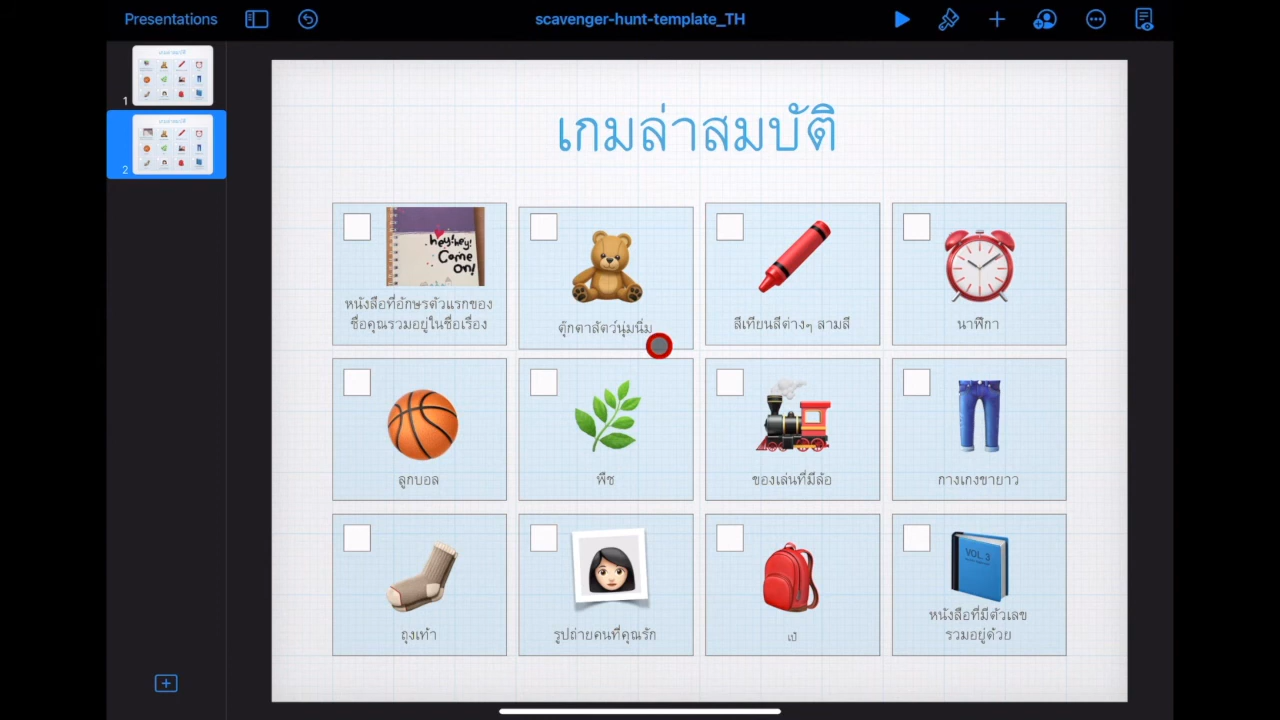 Presentations
scavenger-hunt-template_TH
1
2
เกมล่าสมบัติ
hey!hey!
Come
on!
หนังสือที่อักษรตัวแรกของ
ชื่อคุณรวมอยู่ในชื่อเรื่อง
ตุ๊กตาสัตว์นุ่มนิ่ม
สีเทียนสีต่างๆ สามสี
นาฬิกา
ลูกบอล
พืช
ของเล่นที่มีล้อ
กางเกงขายาว
ถุงเท้า
รูปถ่ายคนที่คุณรัก
เป้
VOL. 3
หนังสือที่มีตัวเลข
รวมอยู่ด้วย